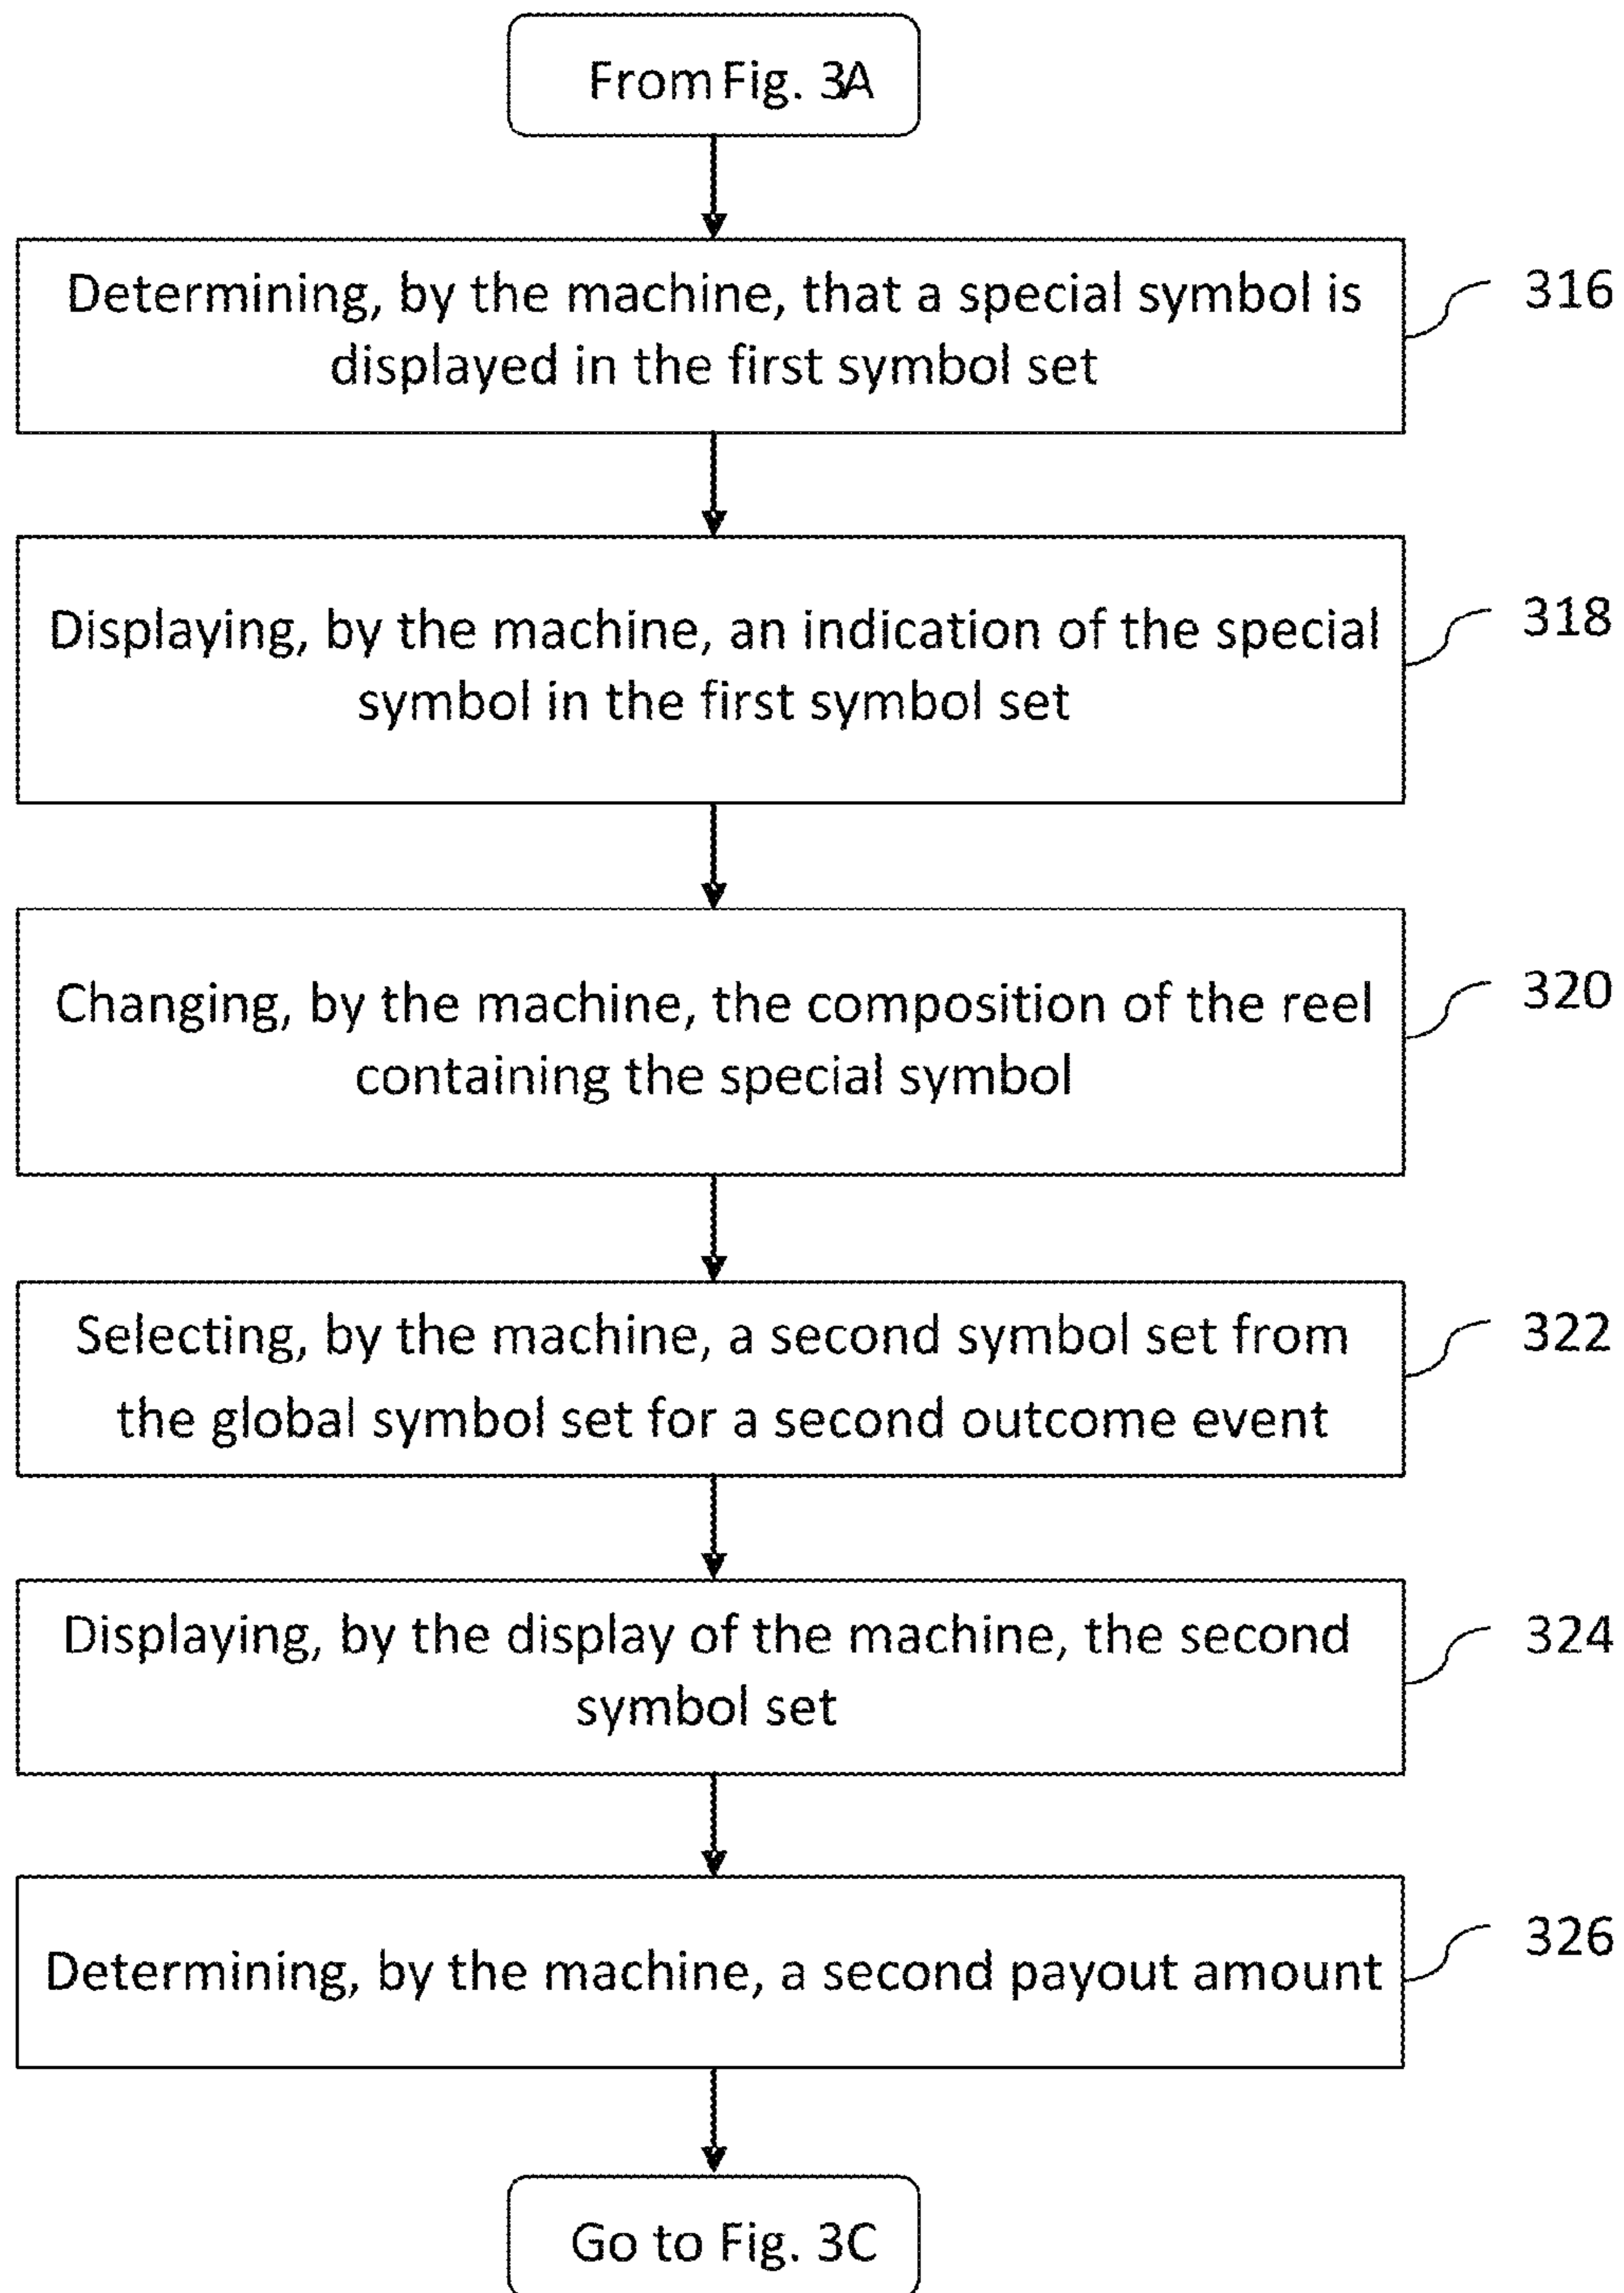 From Fig. 3A
Determining, by the machine, that a special symbol is
displayed in the first symbol set
316
Displaying, by the machine, an indication of the special
symbol in the first symbol set
318
Changing, by the machine, the composition of the reel
containing the special symbol
320
Selecting, by the machine, a second symbol set from
the global symbol set for a second outcome event
322
Displaying, by the display of the machine, the second
symbol set
324
Determining, by the machine, a second payout amount
326
Go to Fig. 3C